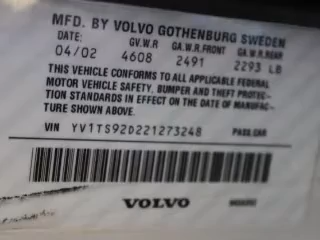 MFD. BY VOLVO GOTHENBURG SWEDEN
DATE: G.V.W.R GA.W.R.FRONT GA.W.R.REAR
04/02 4608 2491 2293 LB
THIS VEHICLE CONFORMS TO ALL APPLICABLE FEDERAL
MOTOR VEHICLE SAFETY, BUMPER AND THEFT PROTEC-
TION STANDARDS IN EFFECT ON THE DATE OF MANUFAC-
TURE SHOWN ABOVE.
VIN YV1TS92D221273248 PASS.CAR
VOLVO